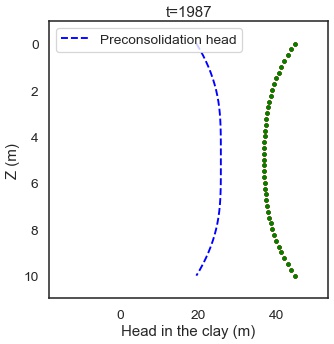 t=1987
Preconsolidation head
0
2
4
6
8
10
Z (m)
0 20 40
Head in the clay (m)